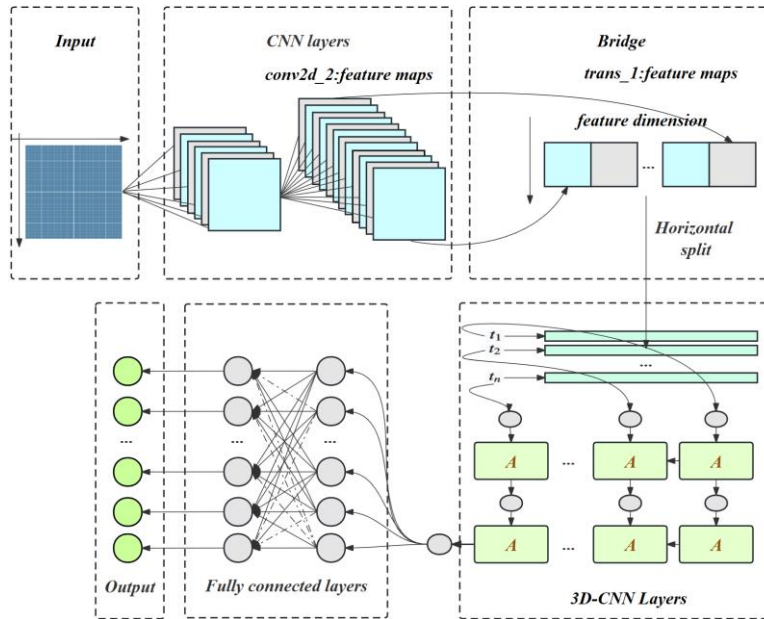 Input
CNN layers
conv2d_2:feature maps
Bridge
trans_1:feature maps
feature dimension
...
Horizontal
split
t1
t2
...
tn
A
...
A
A
A
...
A
A
3D-CNN Layers
...
...
...
Output
Fully connected layers